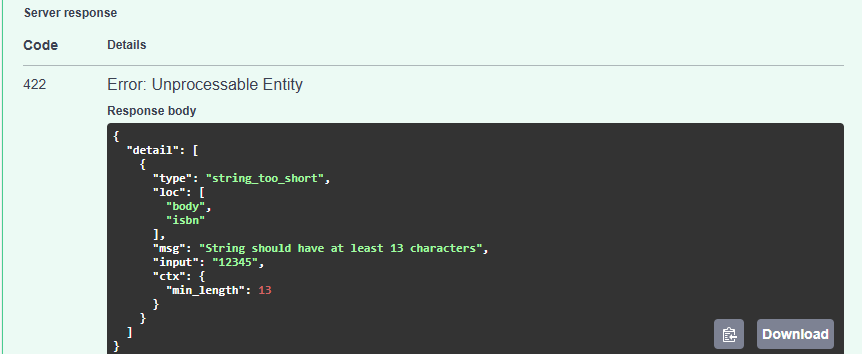 Server response
Code Details
422 Error: Unprocessable Entity
Response body
{
  "detail": [
    {
      "type": "string_too_short",
      "loc": [
        "body",
        "isbn"
      ],
      "msg": "String should have at least 13 characters",
      "input": "12345",
      "ctx": {
        "min_length": 13
      }
    }
  ]
}
Download